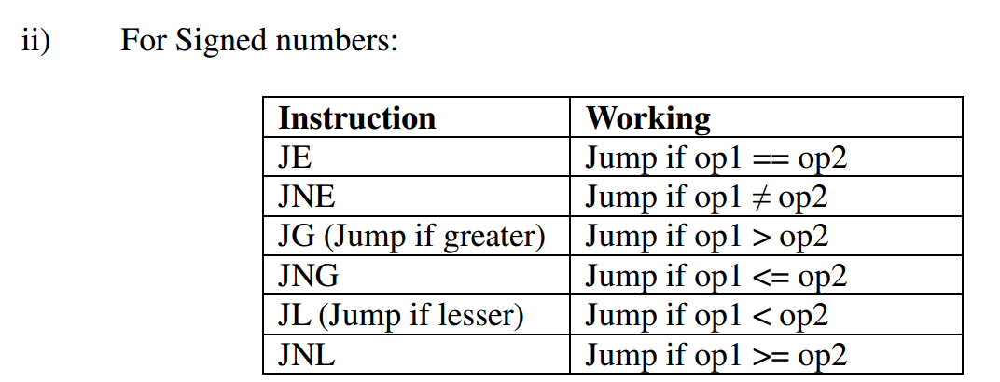 ii) For Signed numbers:
Instruction Working
JE Jump if op1 == op2
JNE Jump if op1 ≠ op2
JG (Jump if greater) Jump if op1 > op2
JNG Jump if op1 <= op2
JL (Jump if lesser) Jump if op1 < op2
JNL Jump if op1 >= op2